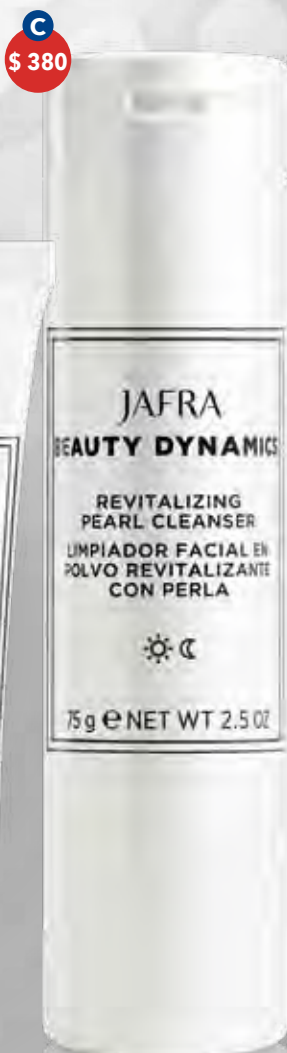 C
$ 380
JAFRA
BEAUTY DYNAMICS
REVITALIZING
PEARL CLEANSER
LIMPIADOR FACIAL EN
POLVO REVITALIZANTE
CON PERLA
75 g ℮ NET WT 2.5 OZ